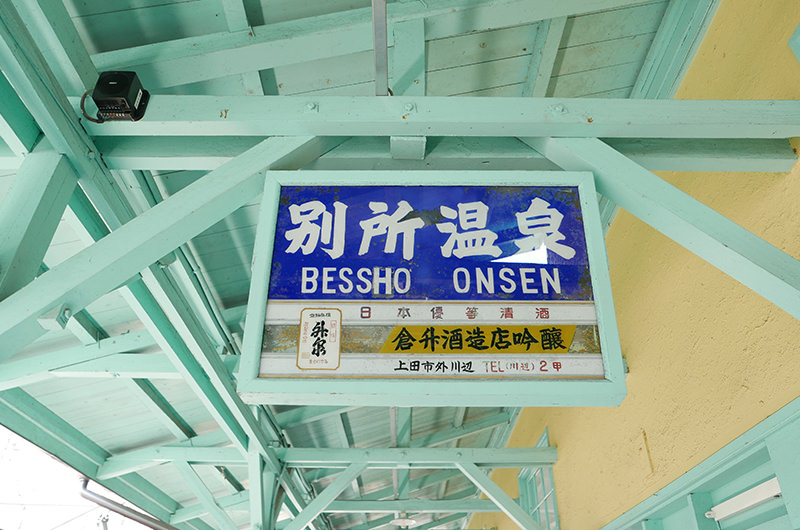 別所温泉
BESSHO ONSEN
日本優等清酒
倉升酒造店吟醸
上田市外川辺 TEL(川辺)2甲